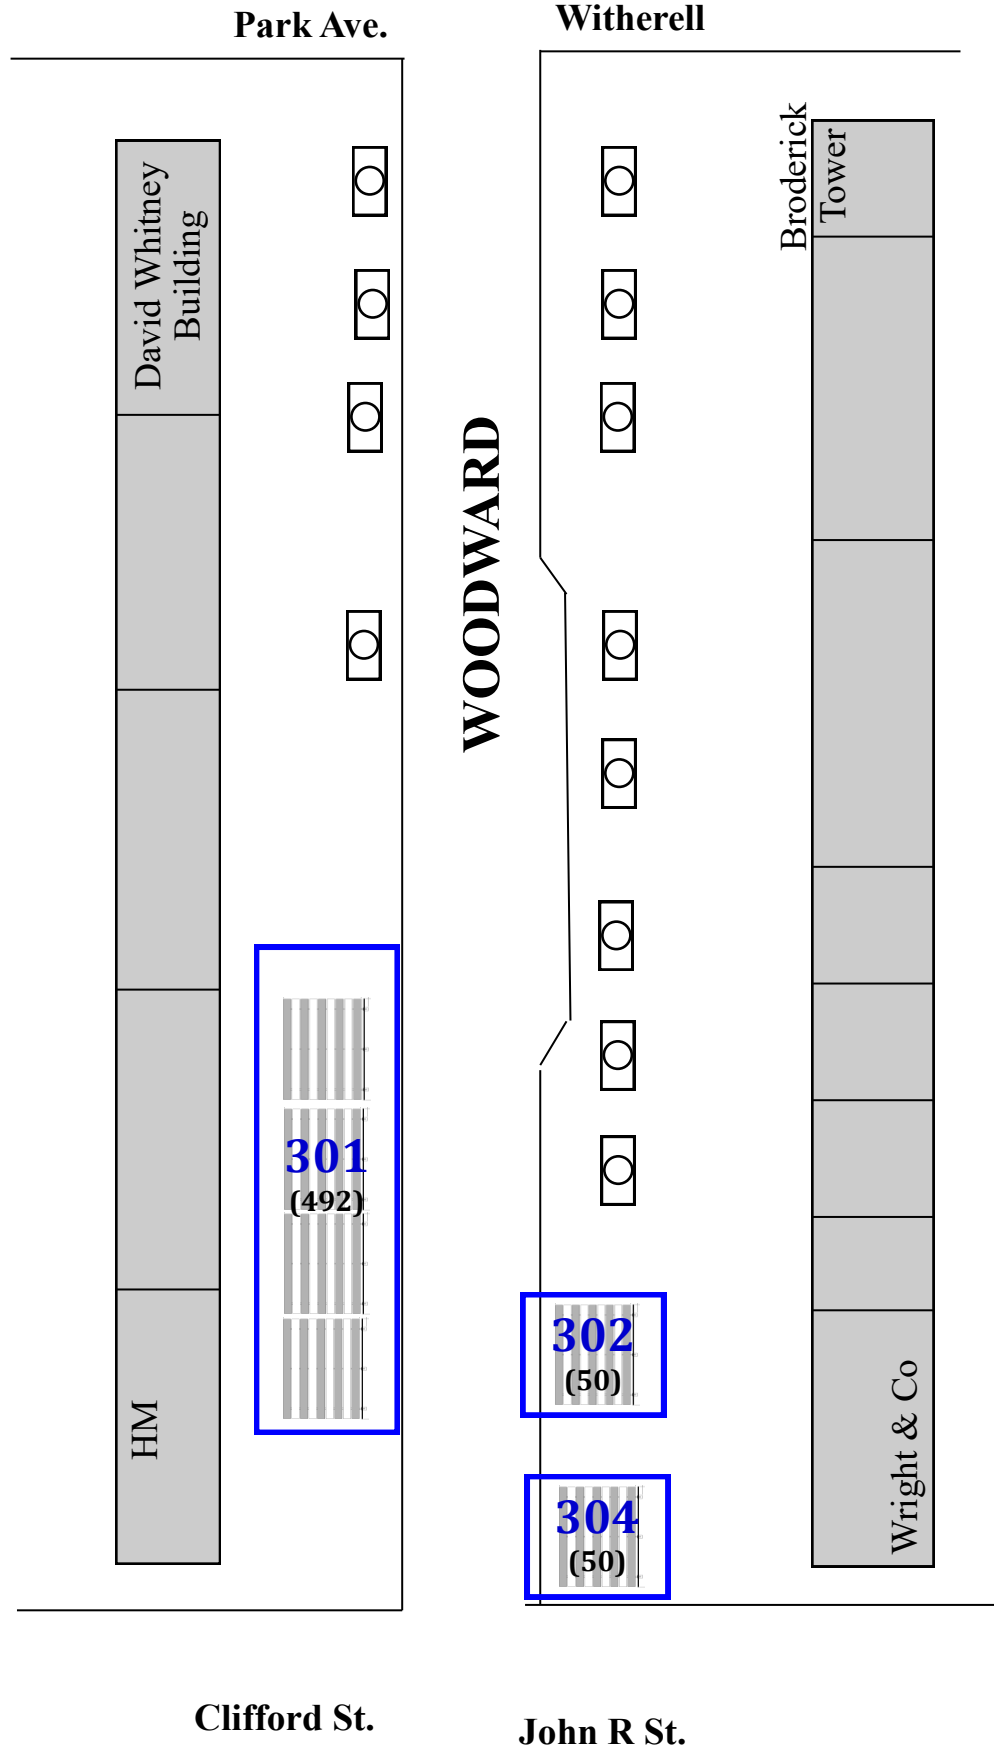 Park Ave.
Witherell
David Whitney
Building
Broderick
Tower
WOODWARD
301
(492)
302
(50)
304
(50)
HM
Wright & Co
Clifford St.
John R St.